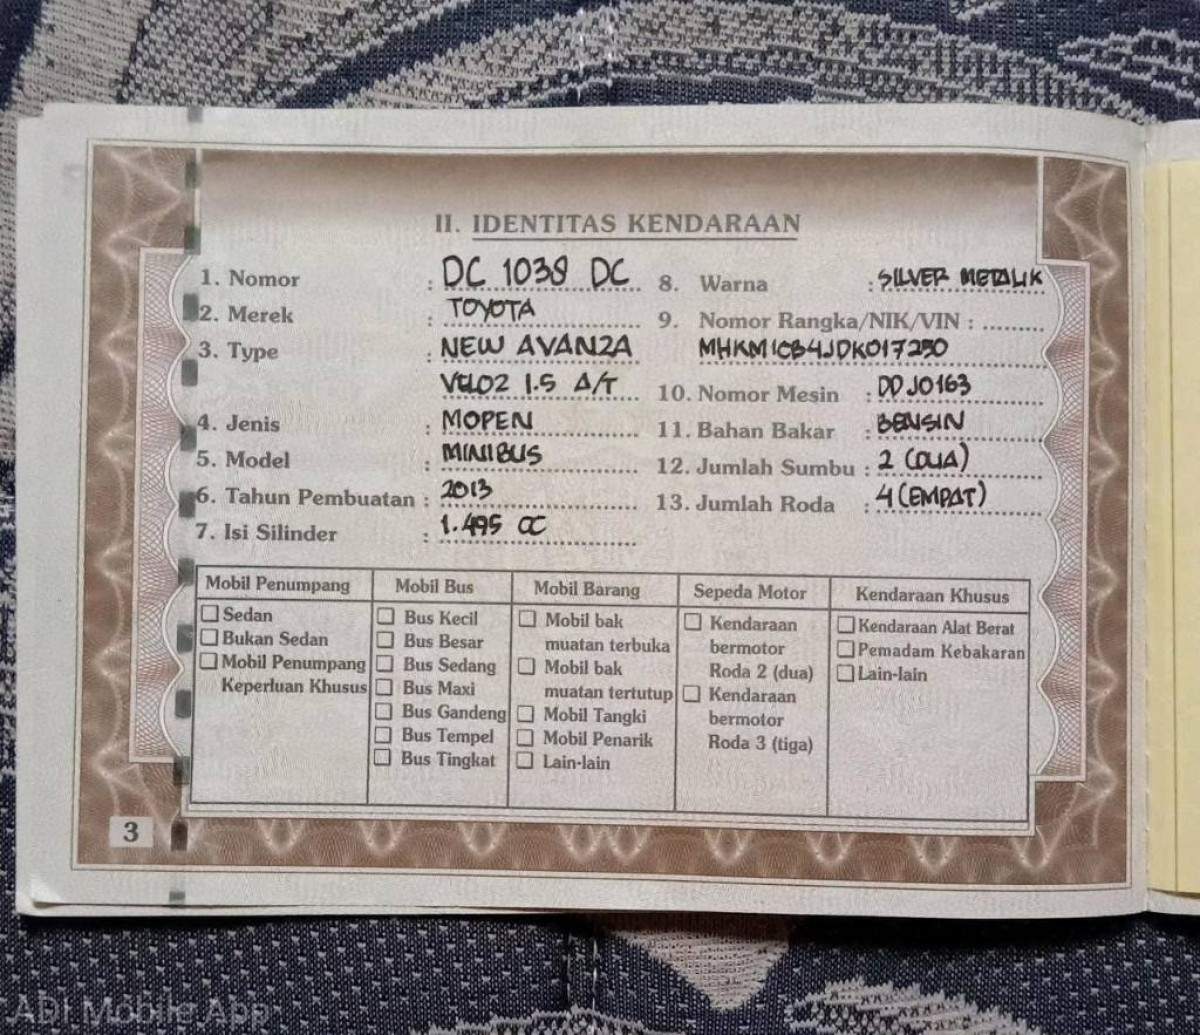 II. IDENTITAS KENDARAAN
1. Nomor : DC 1038 DC
2. Merek : TOYOTA
3. Type : NEW AVANZA
VELOZ 1.5 A/T
4. Jenis : MOPEN
5. Model : MINIBUS
6. Tahun Pembuatan : 2013
7. Isi Silinder : 1.495 CC
8. Warna : SILVER METALIK
9. Nomor Rangka/NIK/VIN : ........
MHKM1CB4JDK017250
10. Nomor Mesin : DDJ0163
11. Bahan Bakar : BENSIN
12. Jumlah Sumbu : 2 (DUA)
13. Jumlah Roda : 4 (EMPAT)
Mobil Penumpang
Sedan
Bukan Sedan
Mobil Penumpang
Keperluan Khusus
Mobil Bus
Bus Kecil
Bus Besar
Bus Sedang
Bus Maxi
Bus Gandeng
Bus Tempel
Bus Tingkat
Mobil Barang
Mobil bak
muatan terbuka
Mobil bak
muatan tertutup
Mobil Tangki
Mobil Penarik
Lain-lain
Sepeda Motor
Kendaraan
bermotor
Roda 2 (dua)
Kendaraan
bermotor
Roda 3 (tiga)
Kendaraan Khusus
Kendaraan Alat Berat
Pemadam Kebakaran
Lain-lain
3
ADI Mobile App